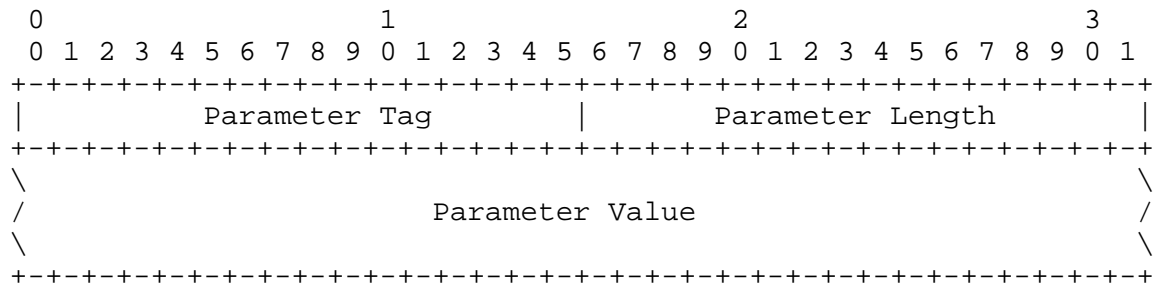 0                   1                   2                   3
 0 1 2 3 4 5 6 7 8 9 0 1 2 3 4 5 6 7 8 9 0 1 2 3 4 5 6 7 8 9 0 1
+-+-+-+-+-+-+-+-+-+-+-+-+-+-+-+-+-+-+-+-+-+-+-+-+-+-+-+-+-+-+-+-+
|          Parameter Tag        |       Parameter Length        |
+-+-+-+-+-+-+-+-+-+-+-+-+-+-+-+-+-+-+-+-+-+-+-+-+-+-+-+-+-+-+-+-+
\                                                               \
/                       Parameter Value                         /
\                                                               \
+-+-+-+-+-+-+-+-+-+-+-+-+-+-+-+-+-+-+-+-+-+-+-+-+-+-+-+-+-+-+-+-+